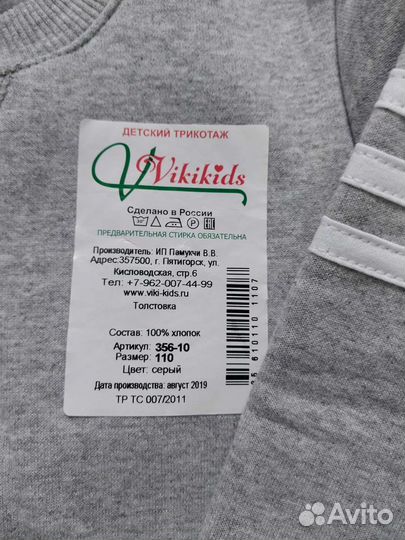 ДЕТСКИЙ ТРИКОТАЖ
Vikikids
Сделано в России
ПРЕДВАРИТЕЛЬНАЯ СТИРКА ОБЯЗАТЕЛЬНА
Производитель: ИП Памукчи В.В.
Адрес:357500, г. Пятигорск, ул.
Кисловодская, стр.6
Тел: +7-962-007-44-99
www.viki-kids.ru
Толстовка
Состав: 100% хлопок
Артикул: 356-10
Размер: 110
Цвет: серый
Дата производства: август 2019
ТР ТС 007/2011
Avito